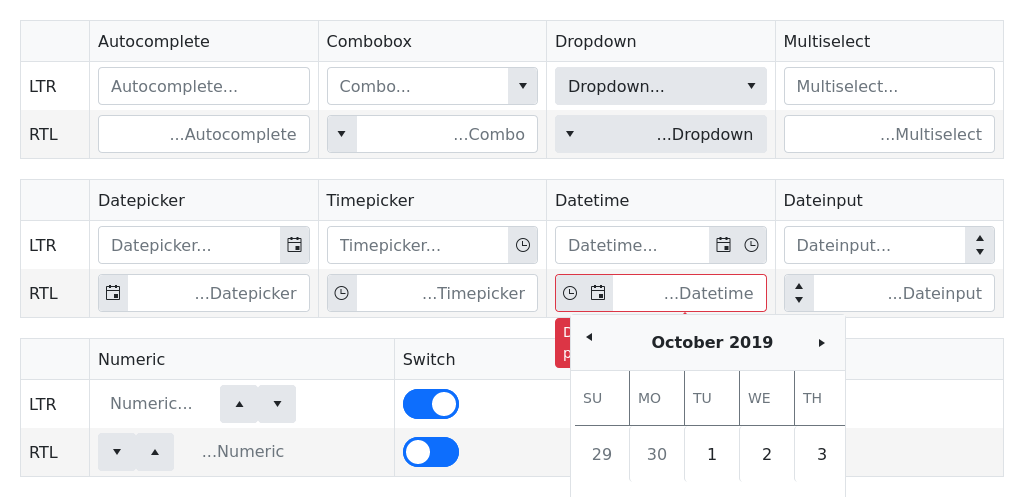 Autocomplete Combobox Dropdown Multiselect
LTR Autocomplete... Combo... Dropdown... Multiselect...
RTL ...Autocomplete ...Combo ...Dropdown ...Multiselect
Datepicker Timepicker Datetime Dateinput
LTR Datepicker... Timepicker... Datetime... Dateinput...
RTL ...Datepicker ...Timepicker ...Datetime ...Dateinput
Numeric Switch
October 2019
LTR Numeric...
SU MO TU WE TH
RTL ...Numeric
29 30 1 2 3